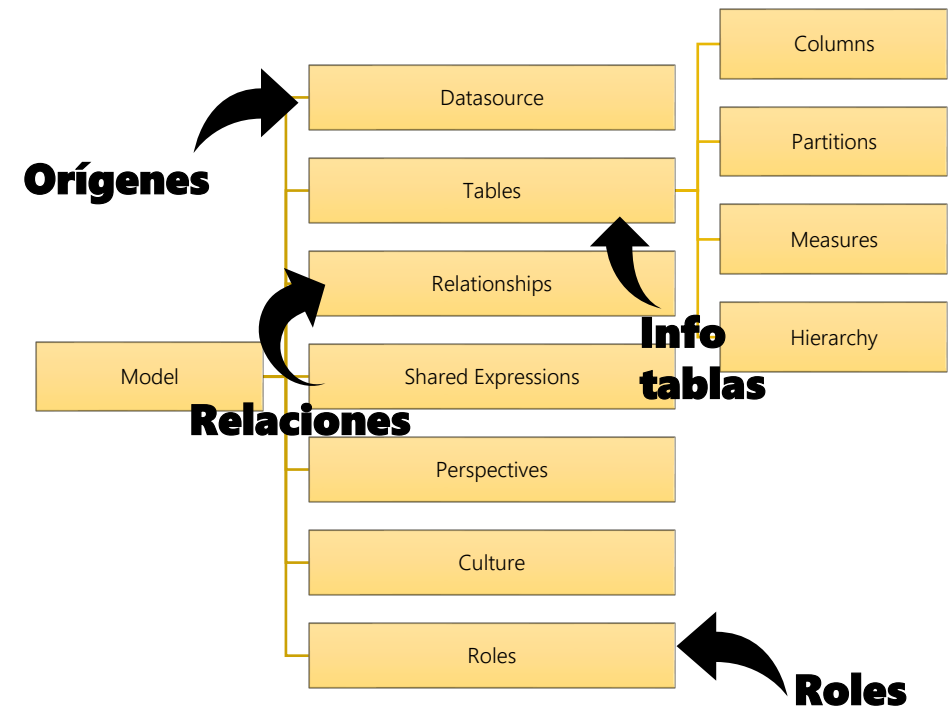 Columns
Datasource
Partitions
Orígenes
Tables
Measures
Relationships
Info
tablas
Hierarchy
Model
Shared Expressions
Relaciones
Perspectives
Culture
Roles
Roles